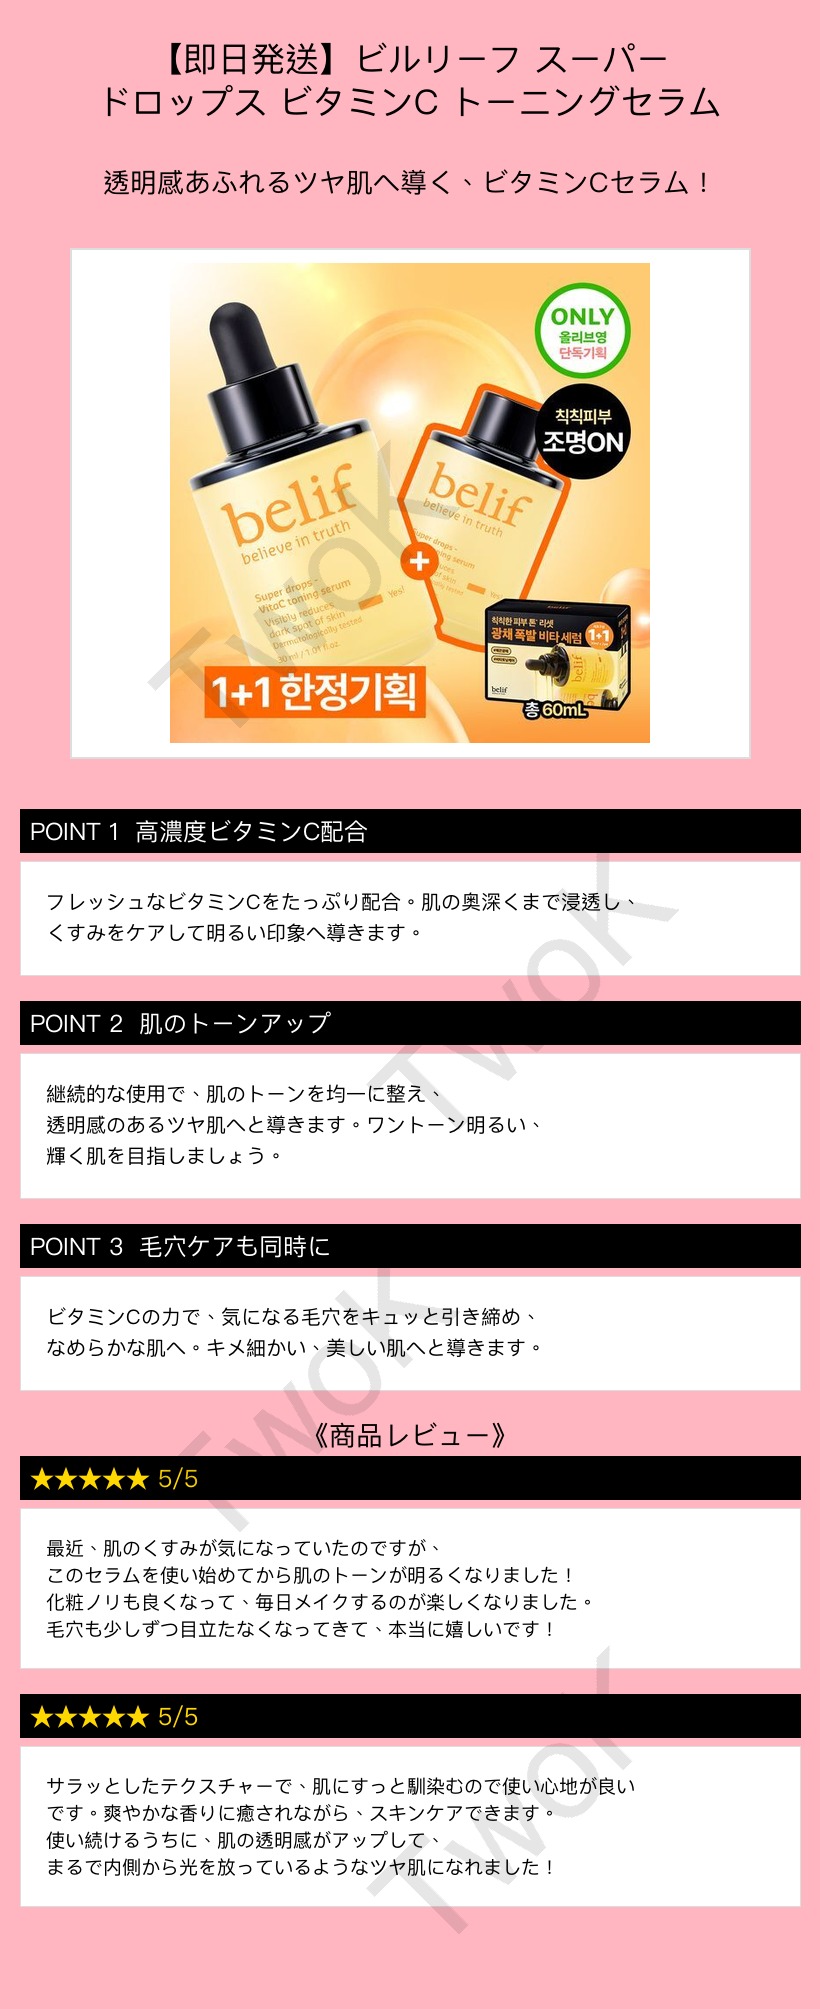 【即日発送】ビルリーフ スーパー
ドロップス ビタミンC トーニングセラム
透明感あふれるツヤ肌へ導く、ビタミンCセラム！
ONLY
올리브영
단독기획
칙칙피부
조명ON
belif
believe in truth
Super drops -
VitaC toning serum
Visibly reduces
dark spot of skin
Dermatologically tested
30 ml / 1.01 fl.oz.
Yes!
belif
believe in truth
Super drops -
ning serum
uces
of skin
ally tested
Yes!
+
칙칙한 피부 톤 리셋
광채 폭발 비타 세럼
1+1
belif
총 60mL
1+1 한정기획
POINT 1 高濃度ビタミンC配合
フレッシュなビタミンCをたっぷり配合。肌の奥深くまで浸透し、
くすみをケアして明るい印象へ導きます。
POINT 2 肌のトーンアップ
継続的な使用で、肌のトーンを均一に整え、
透明感のあるツヤ肌へと導きます。ワントーン明るい、
輝く肌を目指しましょう。
POINT 3 毛穴ケアも同時に
ビタミンCの力で、気になる毛穴をキュッと引き締め、
なめらかな肌へ。キメ細かい、美しい肌へと導きます。
《商品レビュー》
★★★★★ 5/5
最近、肌のくすみが気になっていたのですが、
このセラムを使い始めてから肌のトーンが明るくなりました！
化粧ノリも良くなって、毎日メイクするのが楽しくなりました。
毛穴も少しずつ目立たなくなってきて、本当に嬉しいです！
★★★★★ 5/5
サラッとしたテクスチャーで、肌にすっと馴染むので使い心地が良い
です。爽やかな香りに癒されながら、スキンケアできます。
使い続けるうちに、肌の透明感がアップして、
まるで内側から光を放っているようなツヤ肌になれました！
TwoK
TwoK
TwoK
TwoK